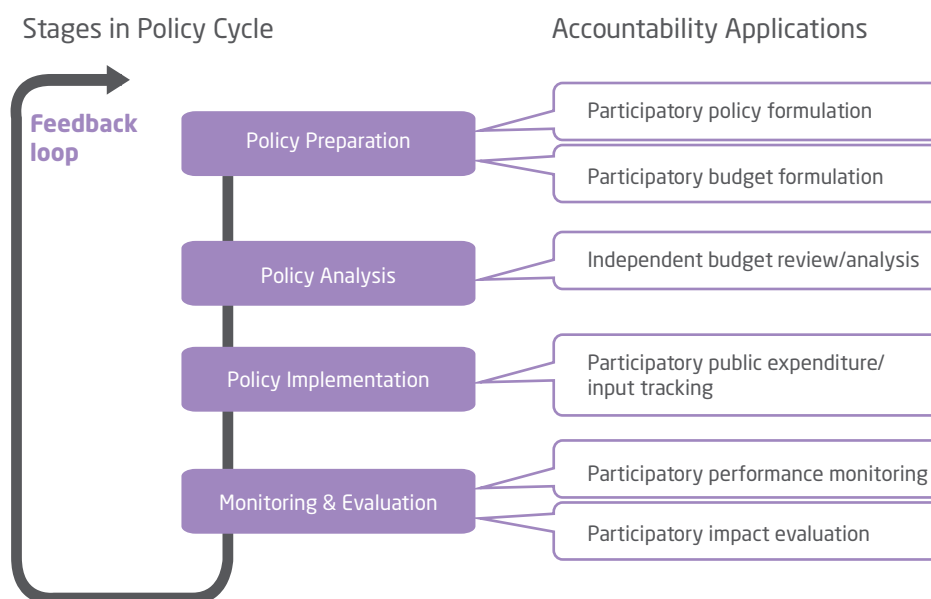 Stages in Policy Cycle
Accountability Applications
Feedback
loop
Policy Preparation
Participatory policy formulation
Participatory budget formulation
Policy Analysis
Independent budget review/analysis
Policy Implementation
Participatory public expenditure/
input tracking
Monitoring & Evaluation
Participatory performance monitoring
Participatory impact evaluation